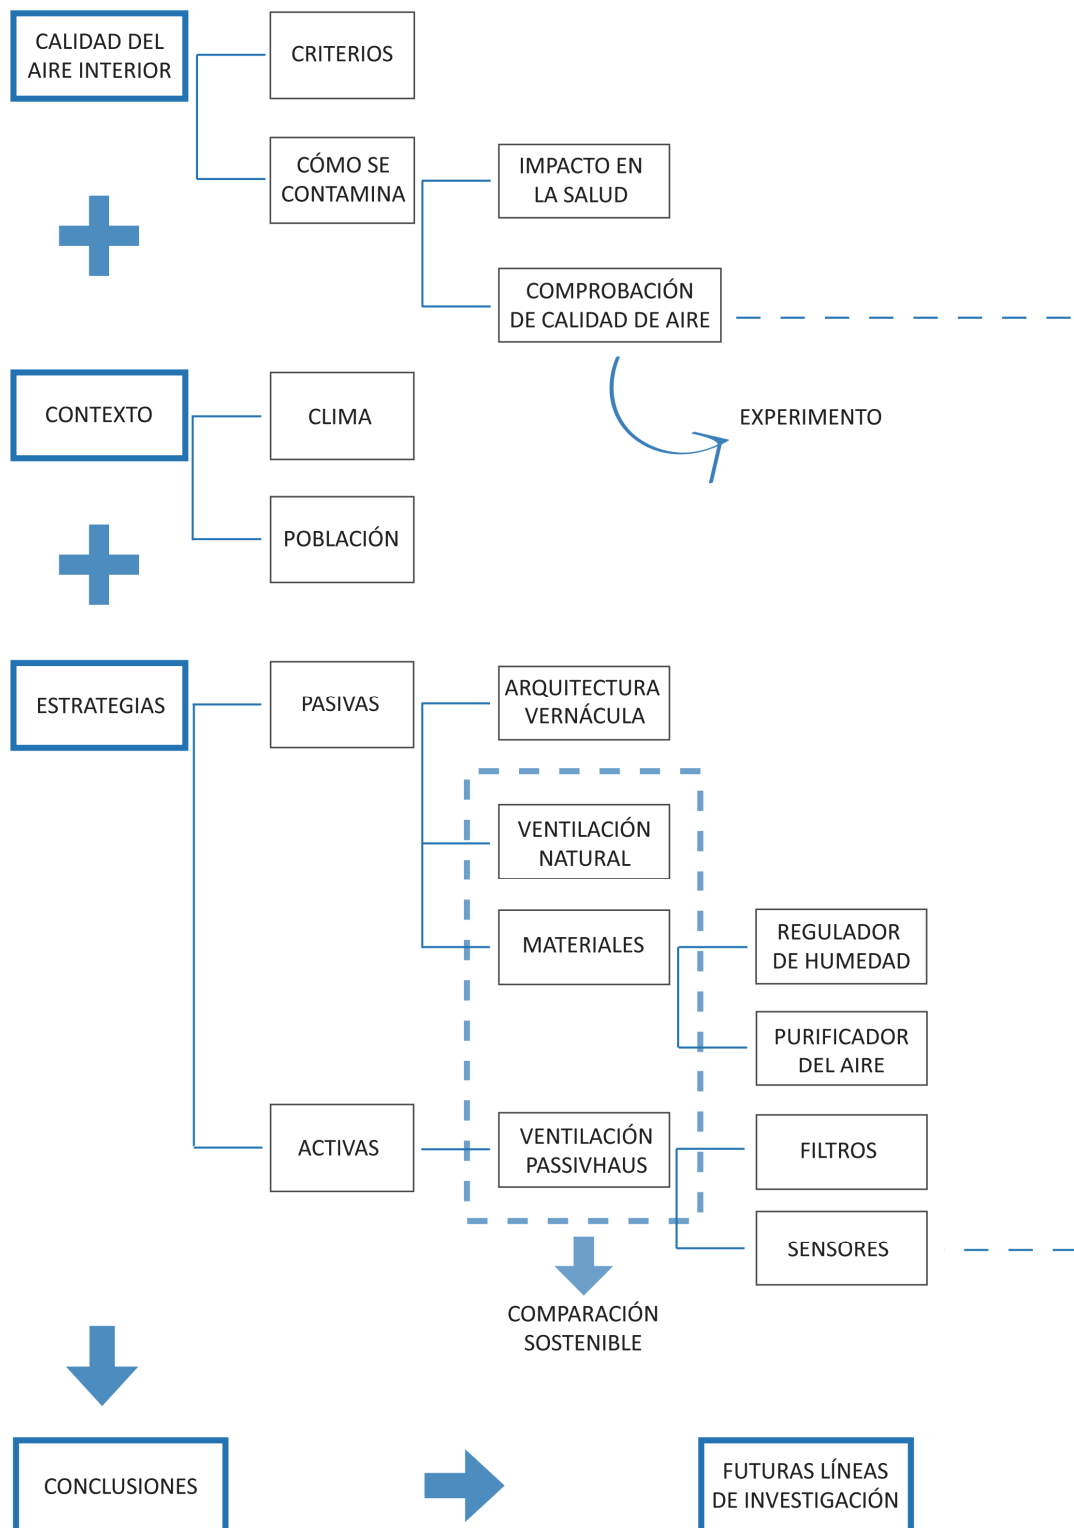 CALIDAD DEL
AIRE INTERIOR
CRITERIOS
CÓMO SE
CONTAMINA
IMPACTO EN
LA SALUD
COMPROBACIÓN
DE CALIDAD DE AIRE
EXPERIMENTO
CONTEXTO
CLIMA
POBLACIÓN
ESTRATEGIAS
PASIVAS
ARQUITECTURA
VERNÁCULA
VENTILACIÓN
NATURAL
MATERIALES
REGULADOR
DE HUMEDAD
PURIFICADOR
DEL AIRE
ACTIVAS
VENTILACIÓN
PASSIVHAUS
FILTROS
SENSORES
COMPARACIÓN
SOSTENIBLE
CONCLUSIONES
FUTURAS LÍNEAS
DE INVESTIGACIÓN